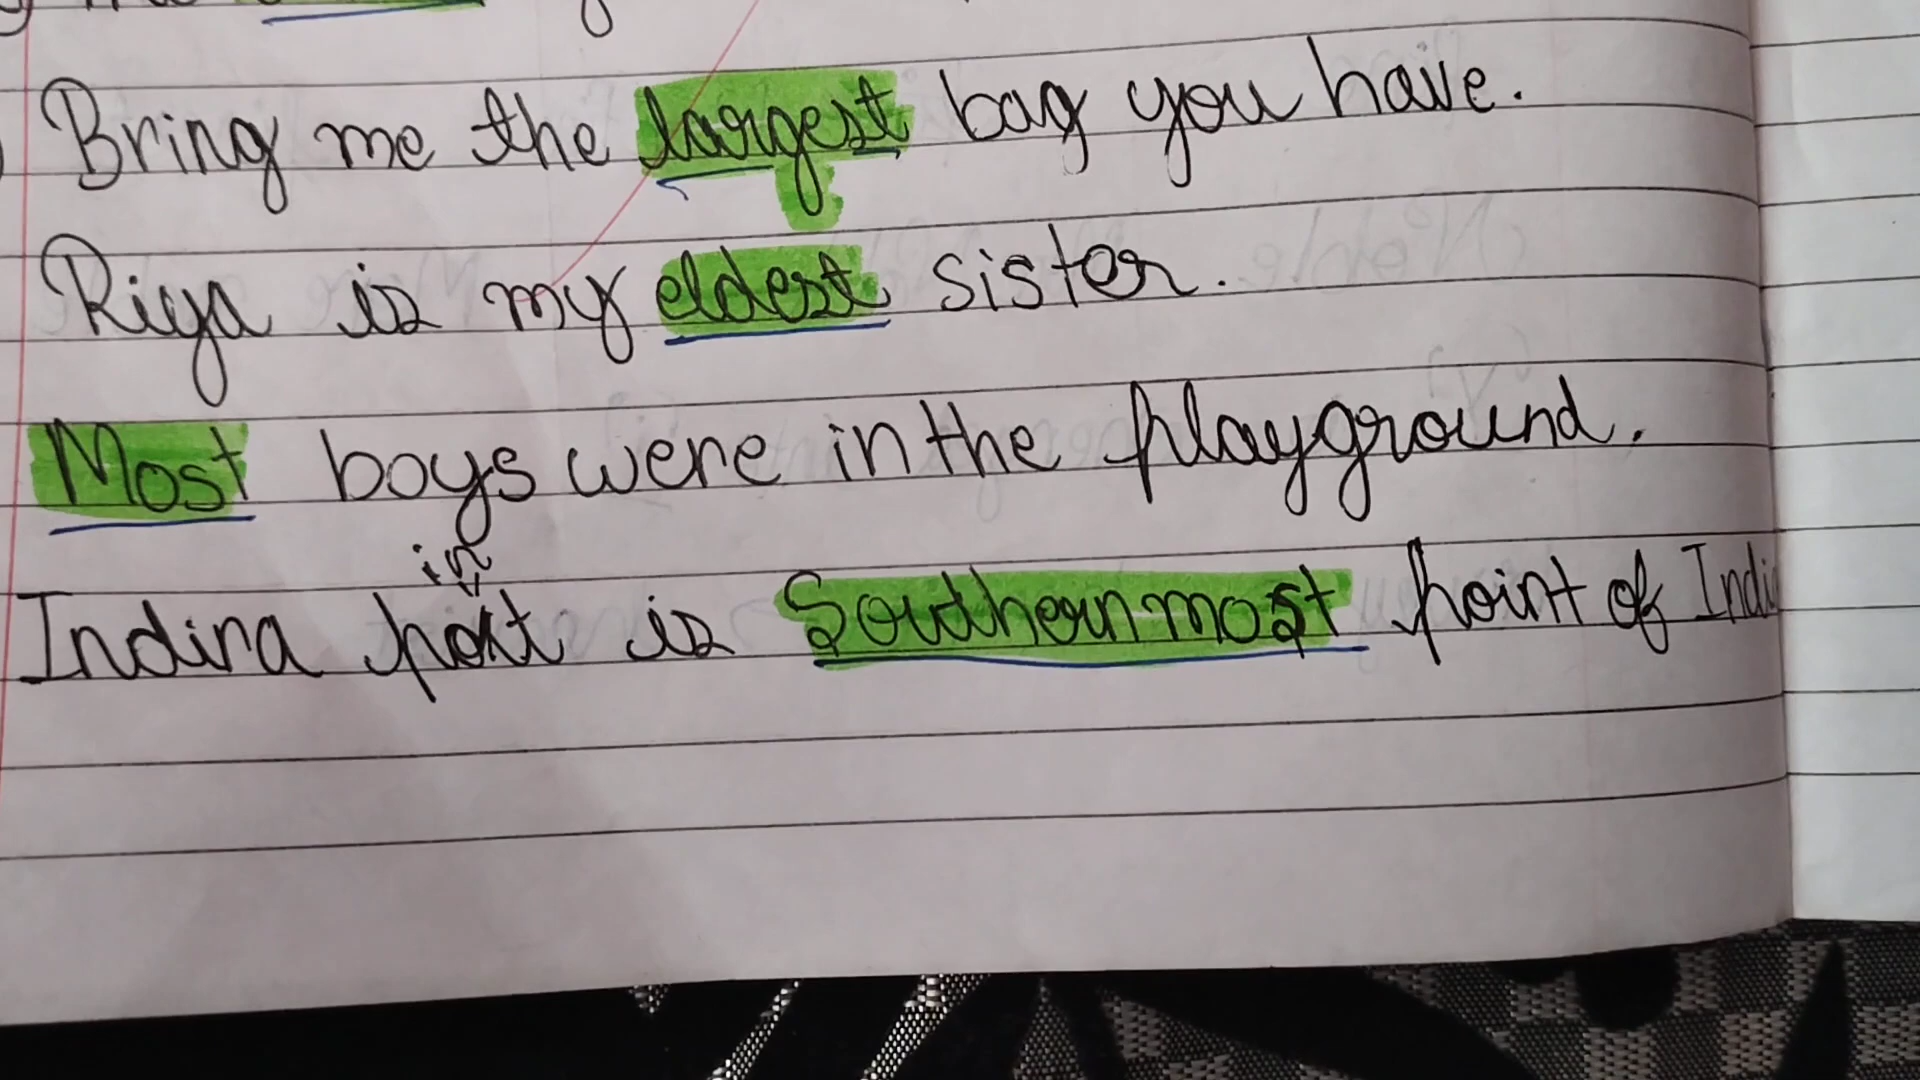 Bring me the largest bag you have.
Riya is my eldest sister.
Most boys were in the playground.
in
Indira is Southernmost point of Indi